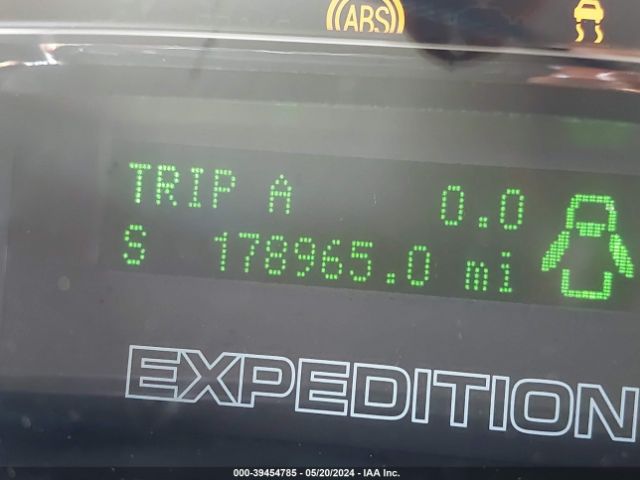 ABS
TRIP A 0.0
S 178965.0 mi
EXPEDITION
000-39454785 - 05/20/2024 - IAA Inc.